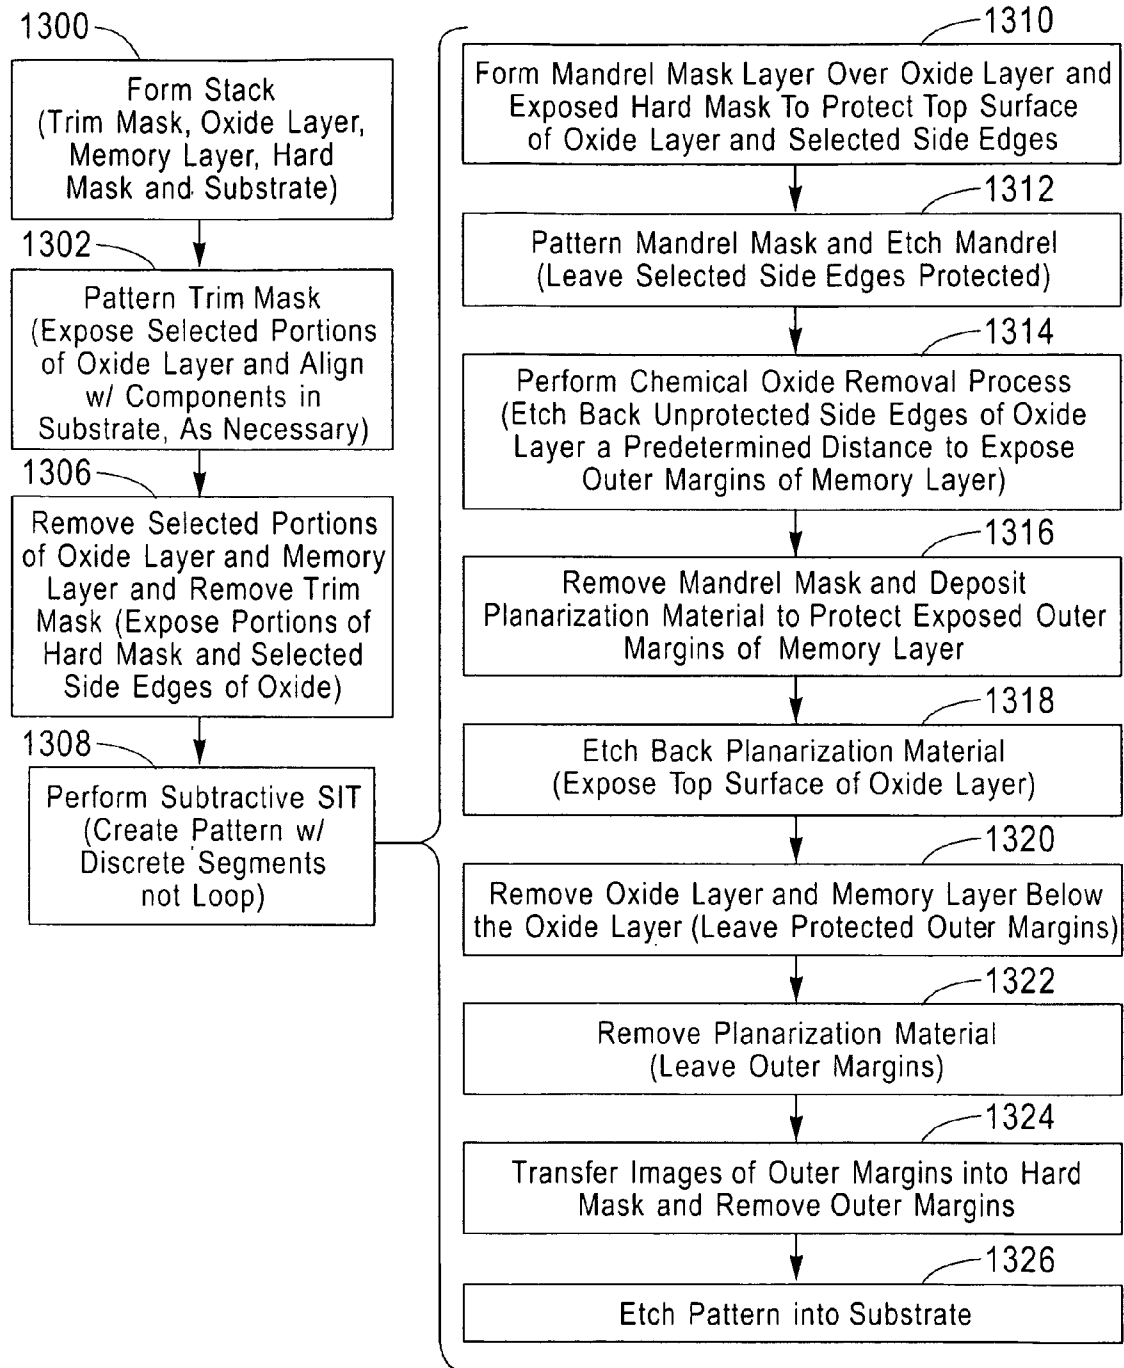 1300
Form Stack
(Trim Mask, Oxide Layer,
Memory Layer, Hard
Mask and Substrate)
1302
Pattern Trim Mask
(Expose Selected Portions
of Oxide Layer and Align
w/ Components in
Substrate, As Necessary)
1306
Remove Selected Portions
of Oxide Layer and Memory
Layer and Remove Trim
Mask (Expose Portions of
Hard Mask and Selected
Side Edges of Oxide)
1308
Perform Subtractive SIT
(Create Pattern w/
Discrete Segments
not Loop)
1310
Form Mandrel Mask Layer Over Oxide Layer and
Exposed Hard Mask To Protect Top Surface
of Oxide Layer and Selected Side Edges
1312
Pattern Mandrel Mask and Etch Mandrel
(Leave Selected Side Edges Protected)
1314
Perform Chemical Oxide Removal Process
(Etch Back Unprotected Side Edges of Oxide
Layer a Predetermined Distance to Expose
Outer Margins of Memory Layer)
1316
Remove Mandrel Mask and Deposit
Planarization Material to Protect Exposed Outer
Margins of Memory Layer
1318
Etch Back Planarization Material
(Expose Top Surface of Oxide Layer)
1320
Remove Oxide Layer and Memory Layer Below
the Oxide Layer (Leave Protected Outer Margins)
1322
Remove Planarization Material
(Leave Outer Margins)
1324
Transfer Images of Outer Margins into Hard
Mask and Remove Outer Margins
1326
Etch Pattern into Substrate